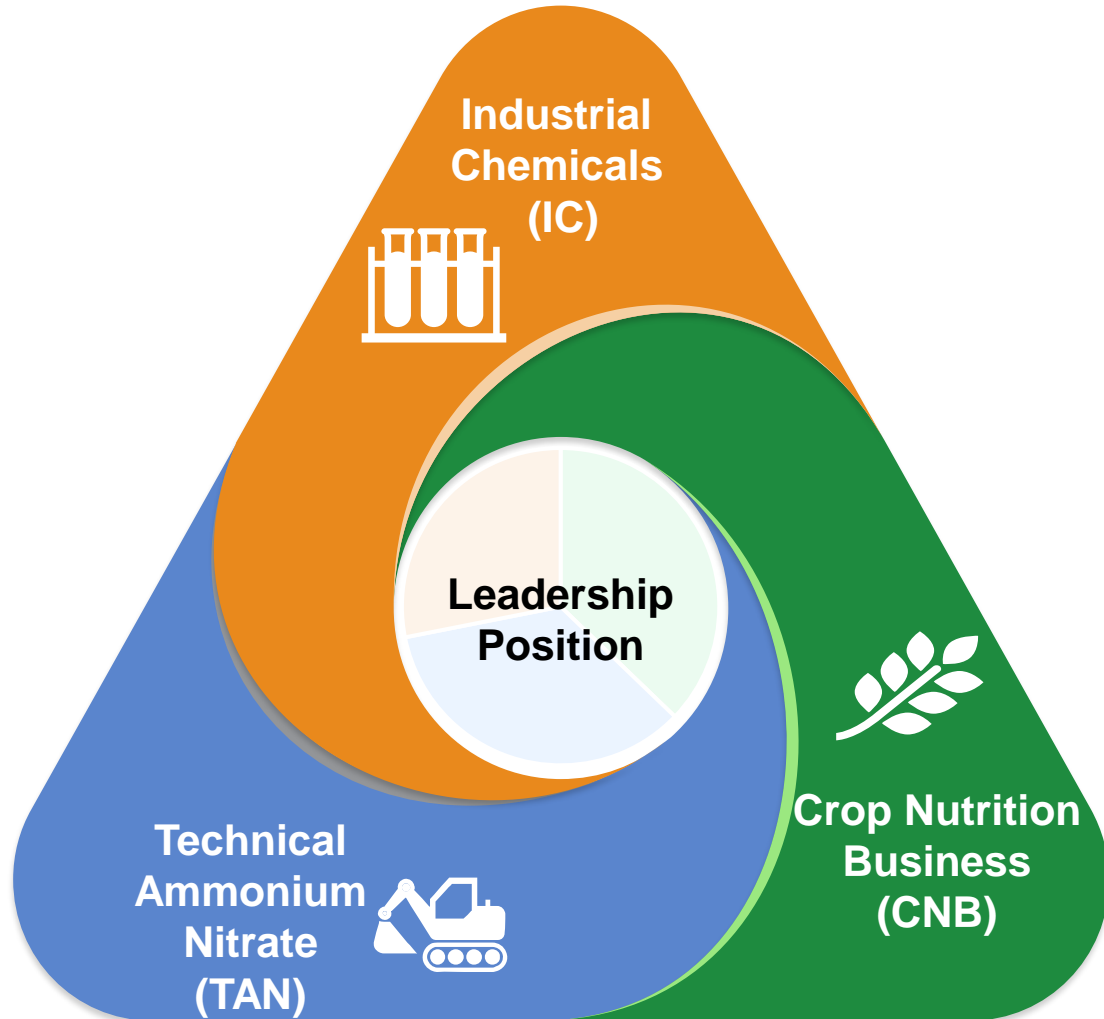 Industrial
Chemicals
(IC)
Leadership
Position
Technical
Ammonium
Nitrate
(TAN)
Crop Nutrition
Business
(CNB)